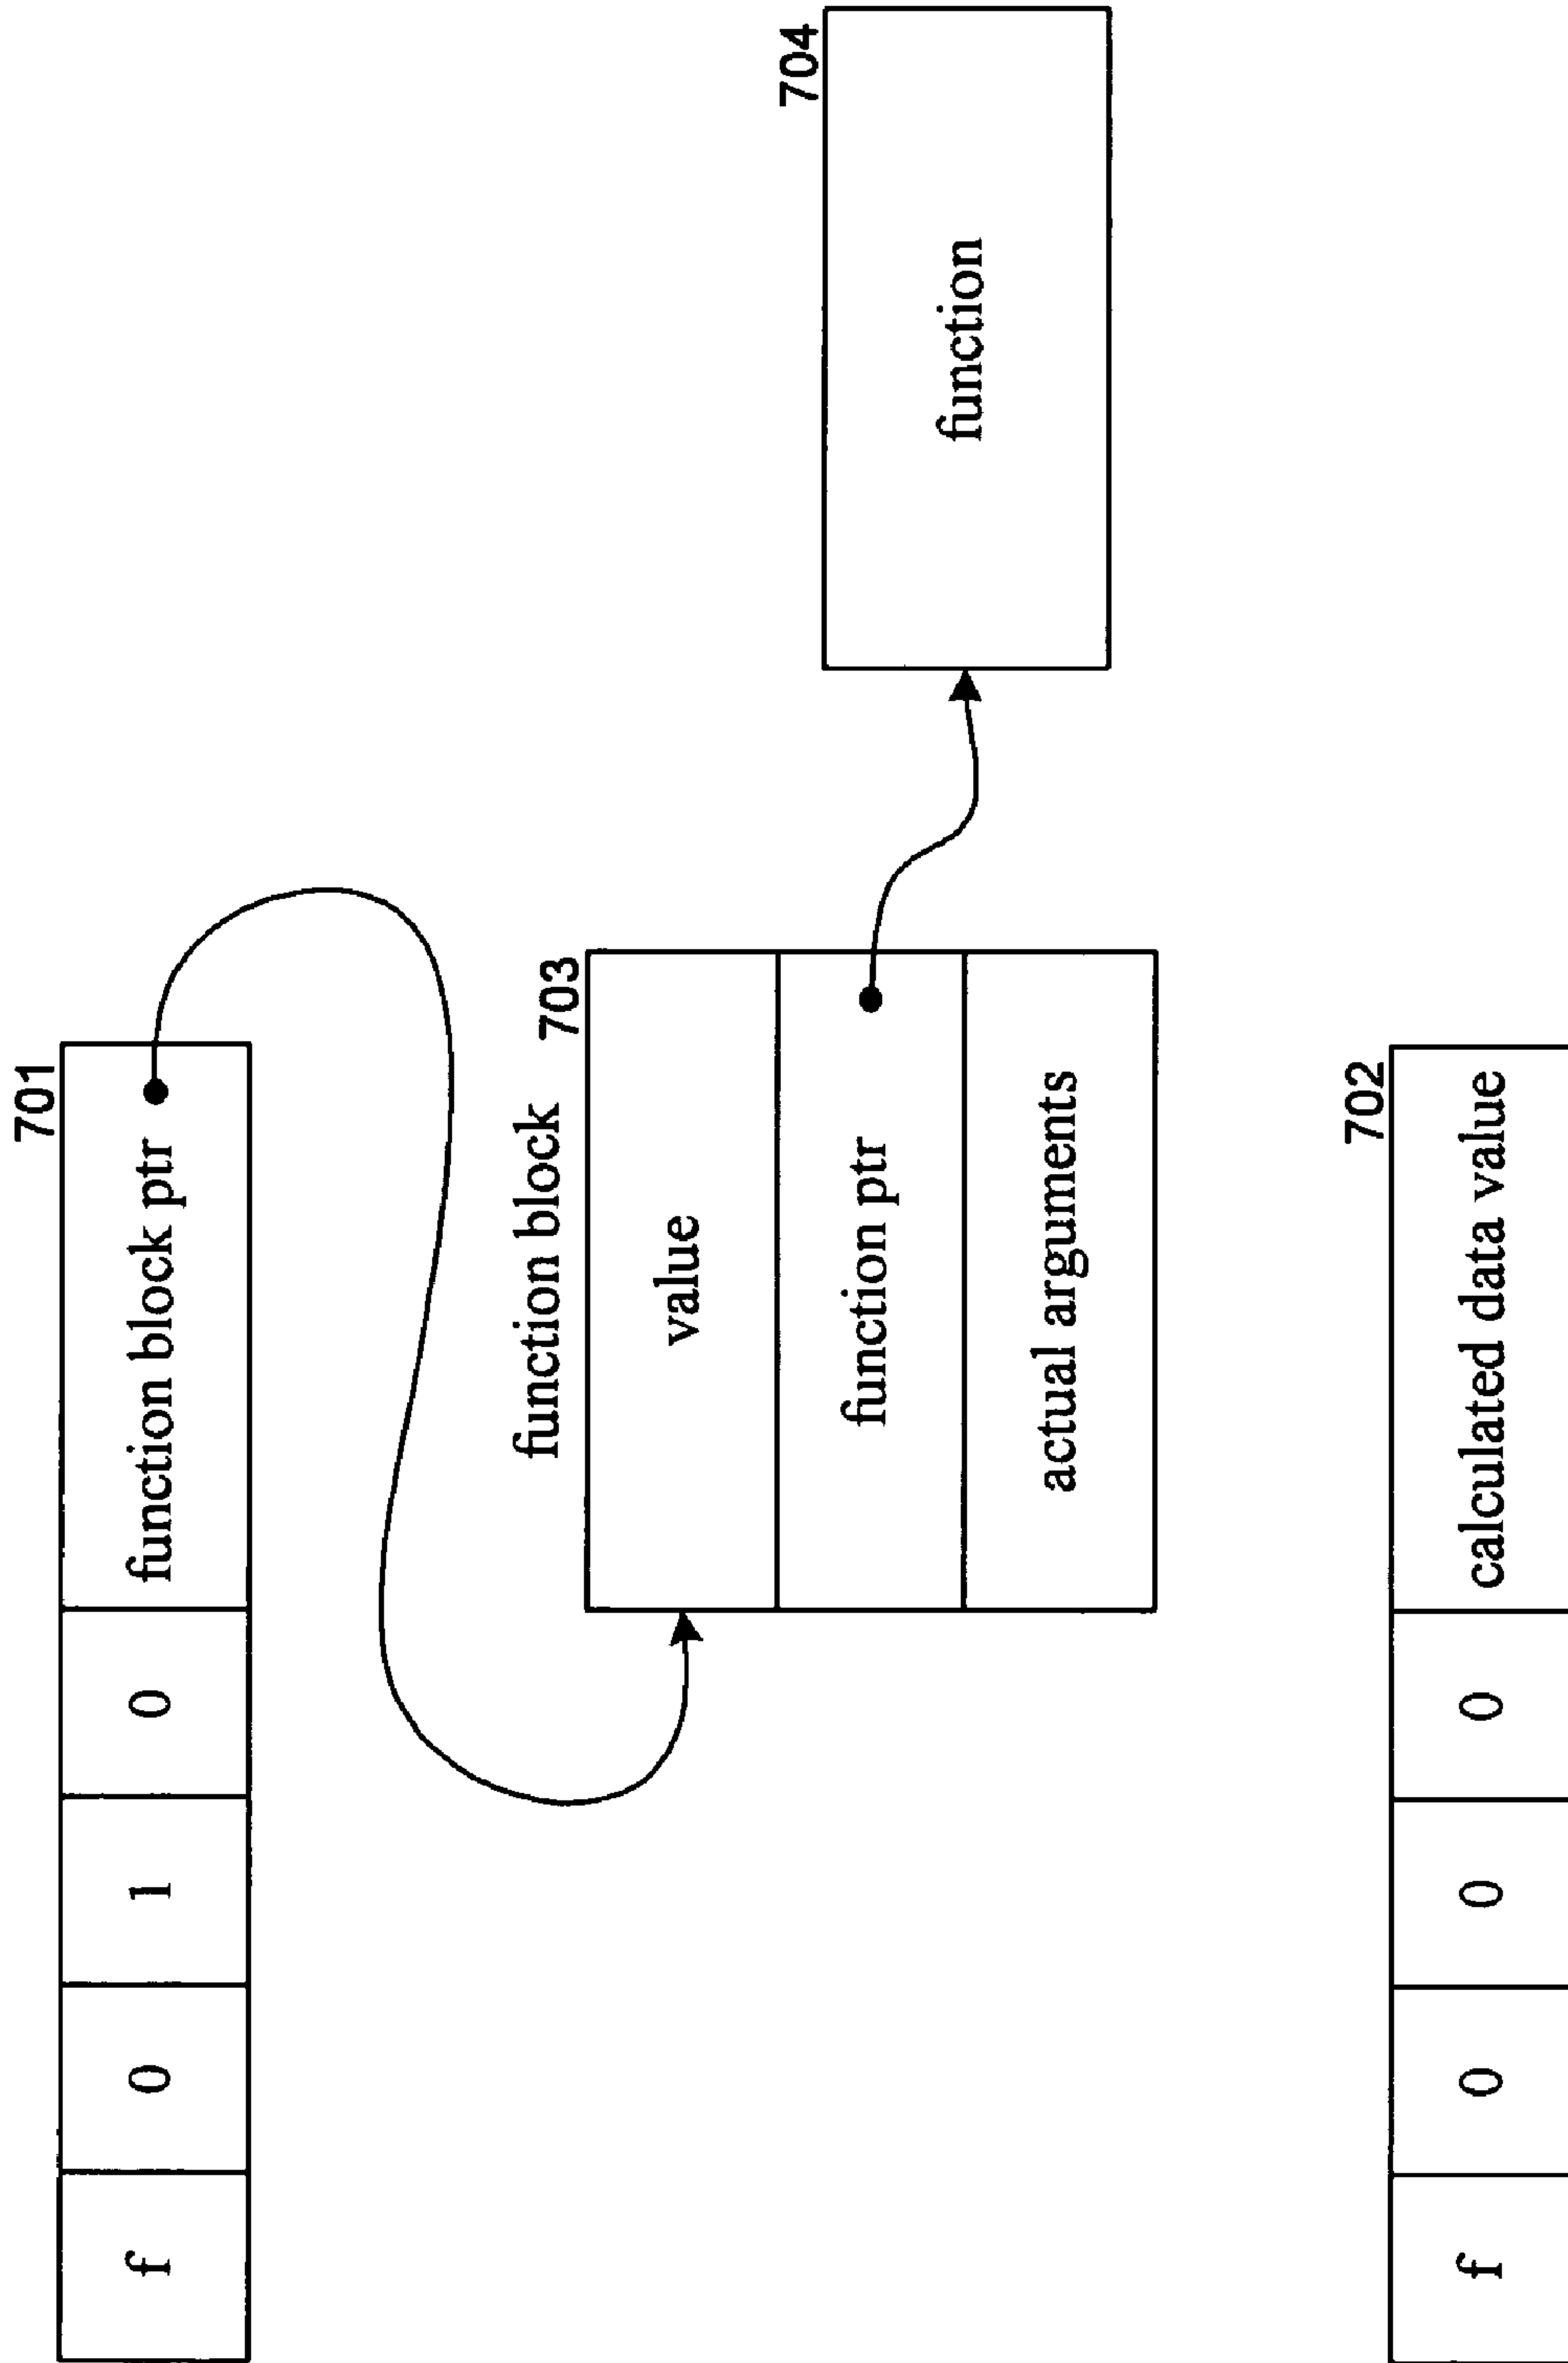 701
f 0 1 0 function block ptr
function block 703
value
function ptr
actual arguments
704
function
702
f 0 0 0 calculated data value